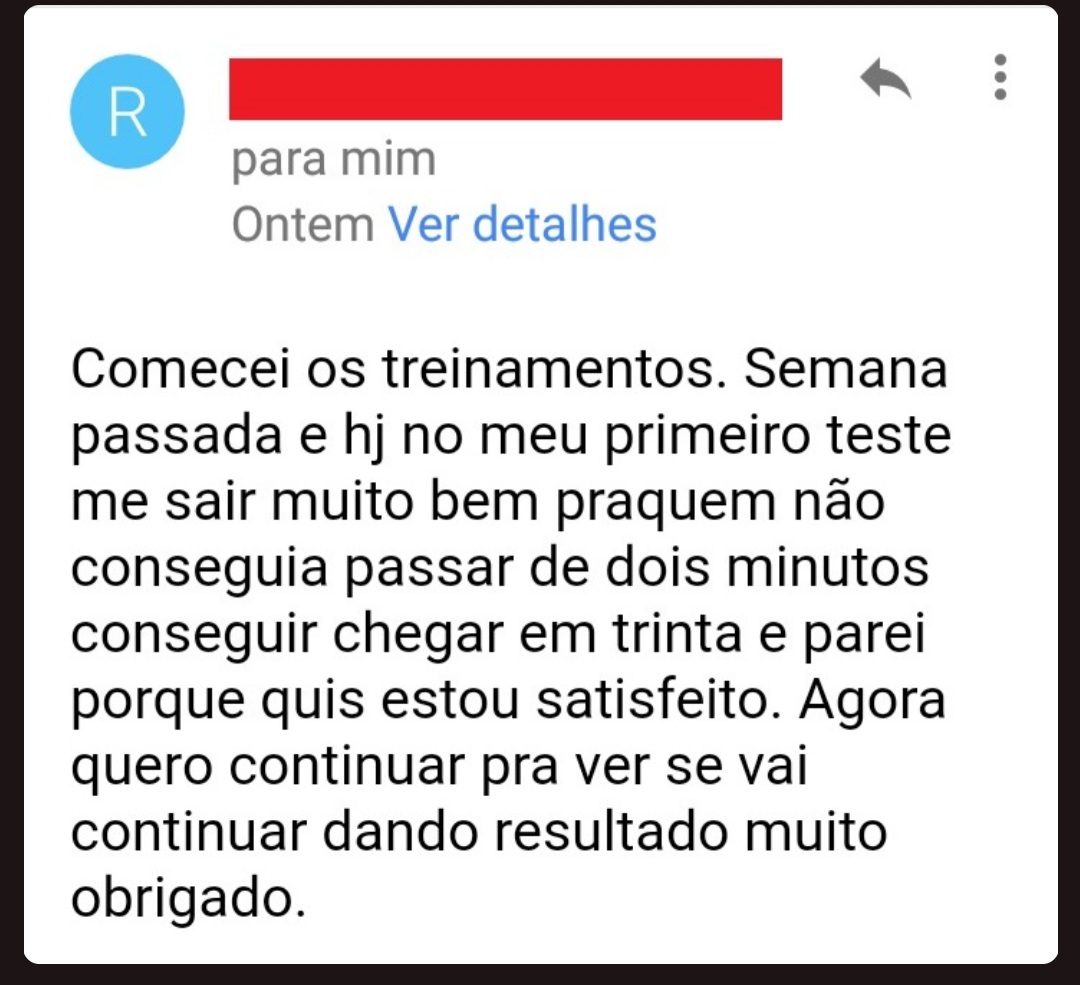 R
para mim
Ontem Ver detalhes
Comecei os treinamentos. Semana
passada e hj no meu primeiro teste
me sair muito bem praquem não
conseguia passar de dois minutos
conseguir chegar em trinta e parei
porque quis estou satisfeito. Agora
quero continuar pra ver se vai
continuar dando resultado muito
obrigado.